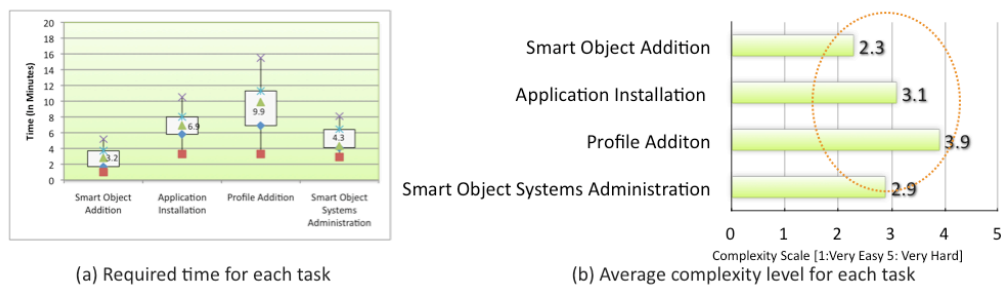 20
18
16
14
12
10
8
6
4
2
0
Time (In Minutes)
3.2
6.9
9.9
4.3
Smart Object
Addition
Application
Installation
Profile Addition
Smart Object
Systems
Administration
(a) Required time for each task
Smart Object Addition
2.3
Application Installation
3.1
Profile Additon
3.9
Smart Object Systems Administration
2.9
0 1 2 3 4 5
Complexity Scale [1:Very Easy 5: Very Hard]
(b) Average complexity level for each task